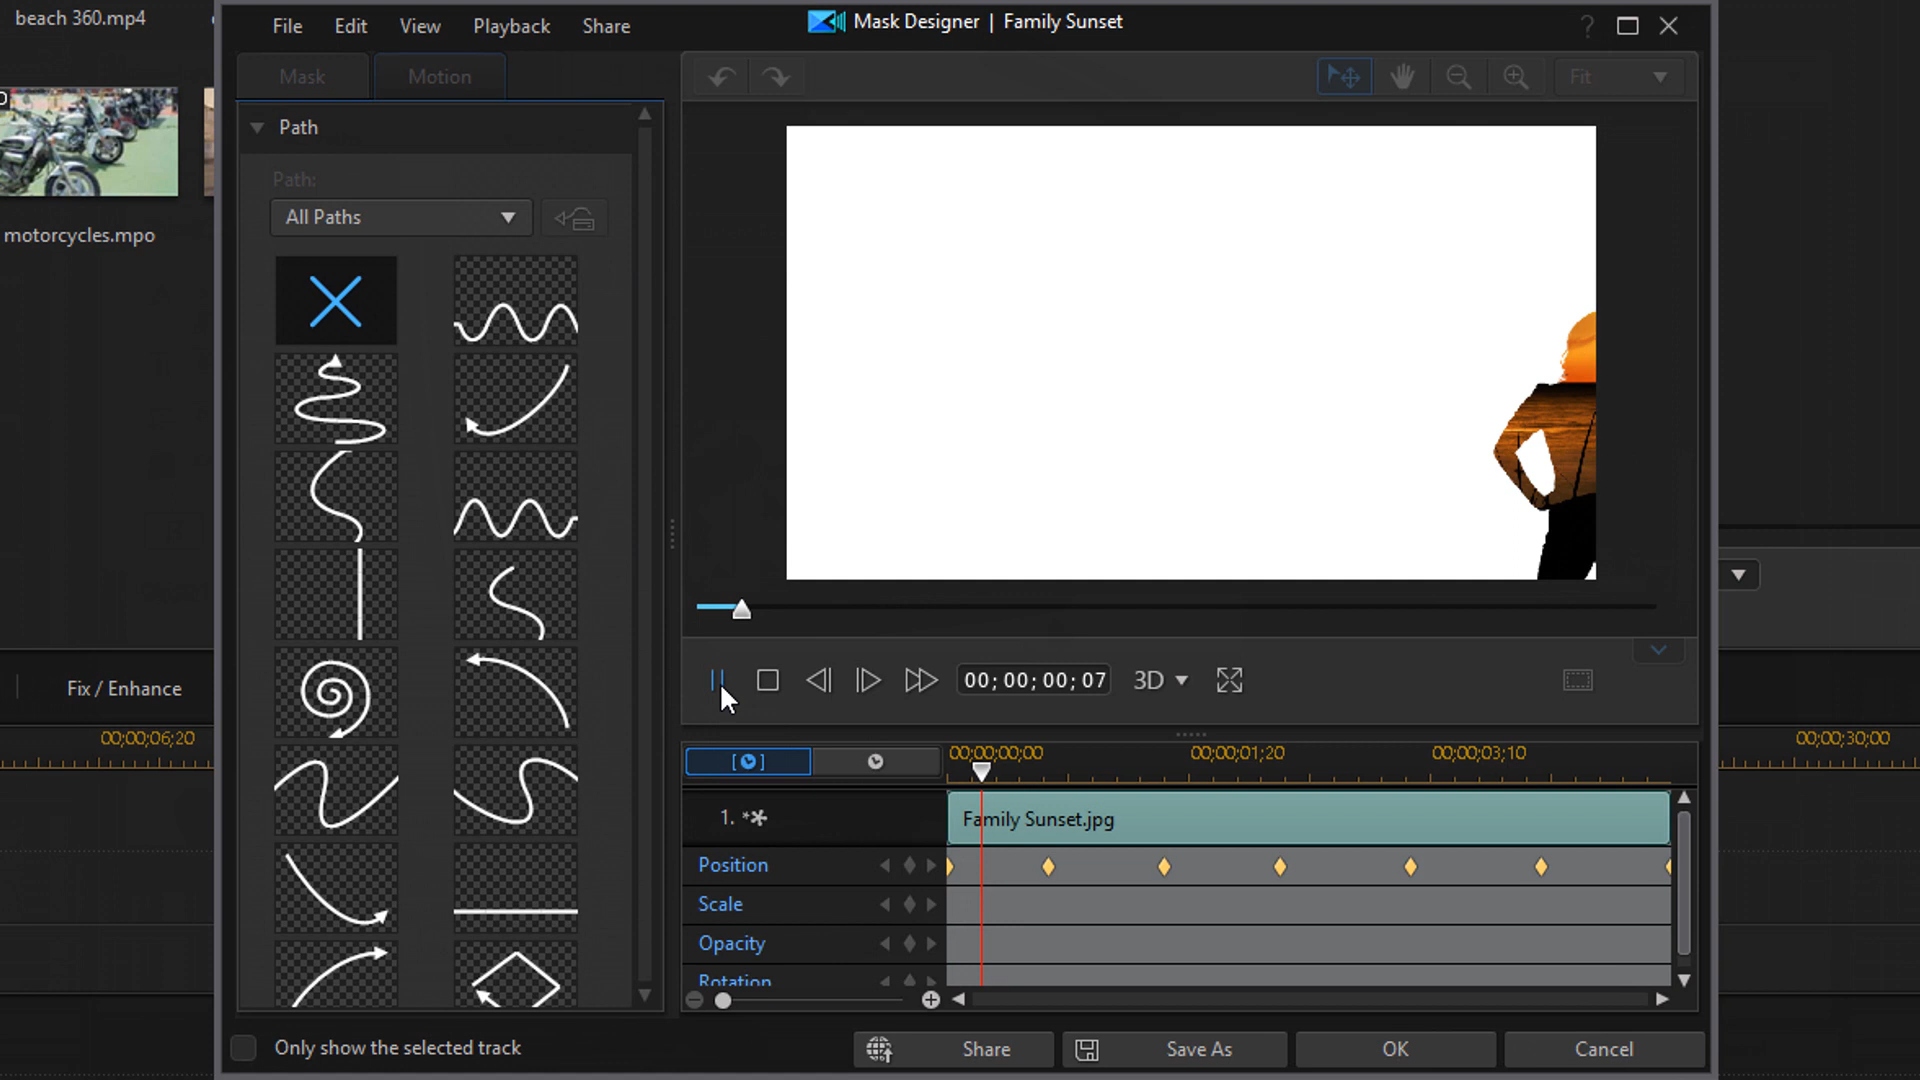 beach 360.mp4
motorcycles.mpo
Fix / Enhance
00;00;06;20
File Edit View Playback Share
Mask Designer | Family Sunset
?
Mask Motion
Path
Path:
All Paths
Fit
00; 00; 00; 07
3D
00;00;00;00 00;00;01;20 00;00;03;10
00;00;30;00
1. *
Family Sunset.jpg
Position
Scale
Opacity
Rotation
Only show the selected track
Share
Save As
OK
Cancel